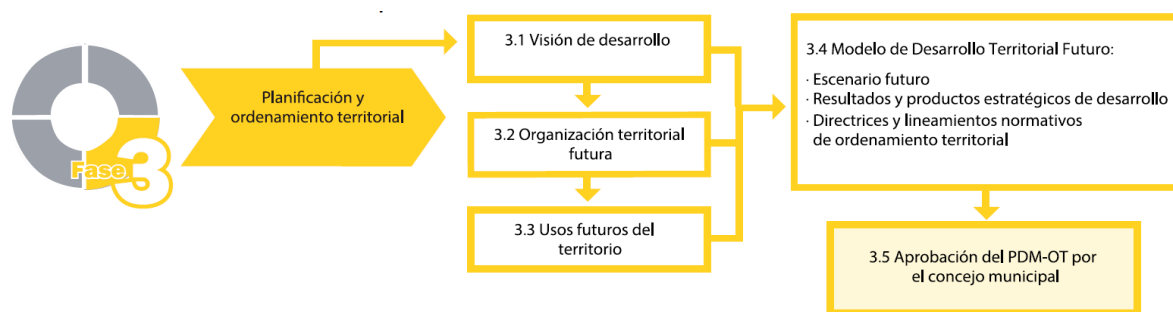 Fase 3
Planificación y
ordenamiento territorial
3.1 Visión de desarrollo
3.2 Organización territorial
futura
3.3 Usos futuros del
territorio
3.4 Modelo de Desarrollo Territorial Futuro:
· Escenario futuro
· Resultados y productos estratégicos de desarrollo
· Directrices y lineamientos normativos
de ordenamiento territorial
3.5 Aprobación del PDM-OT por
el concejo municipal